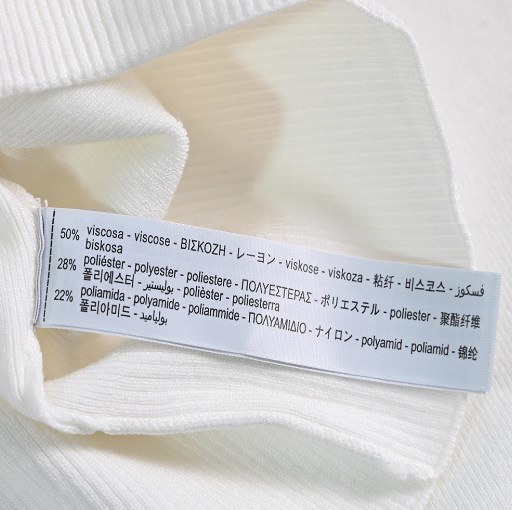 50% viscosa - viscose - ΒΙΣΚΟΖΗ - レーヨン - viskose - viskoza - 粘纤 - 비스코스 - فسكوز
biskosa
28% poliéster - polyester - poliestere - ΠΟΛΥΕΣΤΕΡΑΣ - ポリエステル - poliester - 聚酯纤维
폴리에스터 - بوليستير - polièster - poliesterra
22% poliamida - polyamide - poliammide - ΠΟΛΥΑΜΙΔΙΟ - ナイロン - polyamid - poliamid - 锦纶
폴리아미드 - بولياميد